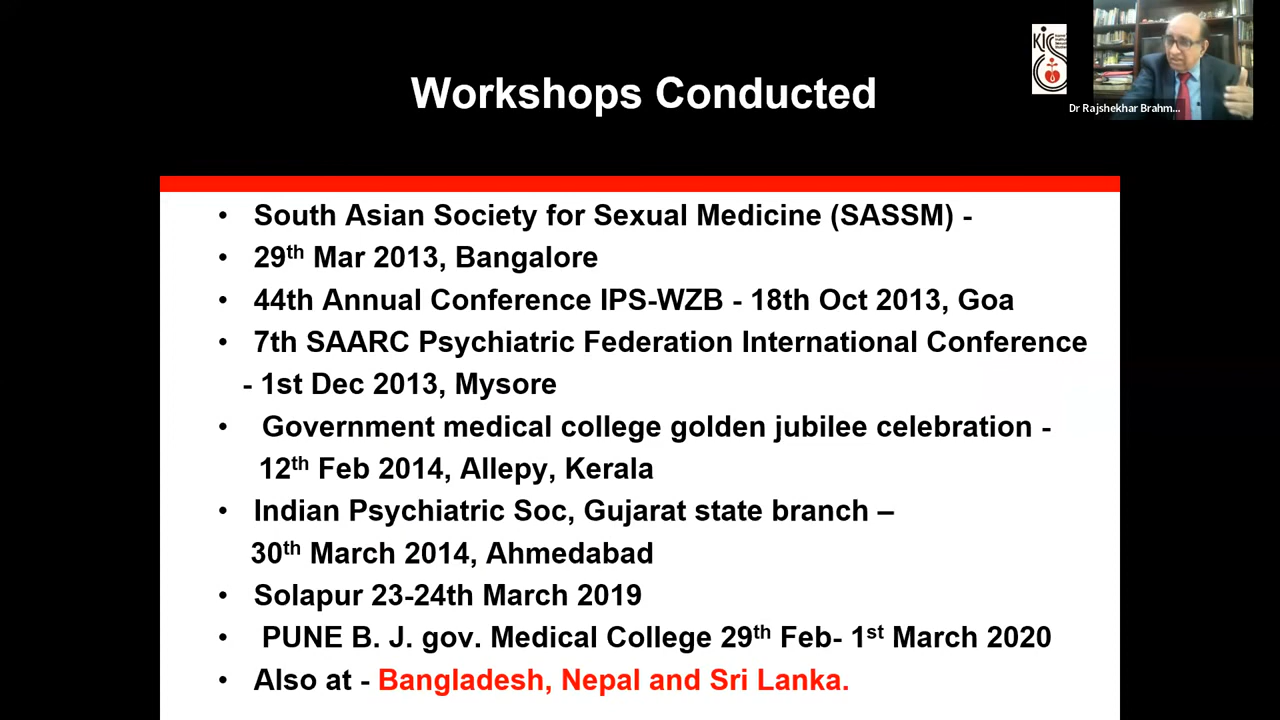 Workshops Conducted
KiSS
Dr Rajshekhar Brahm...
• South Asian Society for Sexual Medicine (SASSM) -
• 29th Mar 2013, Bangalore
• 44th Annual Conference IPS-WZB - 18th Oct 2013, Goa
• 7th SAARC Psychiatric Federation International Conference
- 1st Dec 2013, Mysore
• Government medical college golden jubilee celebration -
12th Feb 2014, Allepy, Kerala
• Indian Psychiatric Soc, Gujarat state branch –
30th March 2014, Ahmedabad
• Solapur 23-24th March 2019
• PUNE B. J. gov. Medical College 29th Feb- 1st March 2020
• Also at - Bangladesh, Nepal and Sri Lanka.